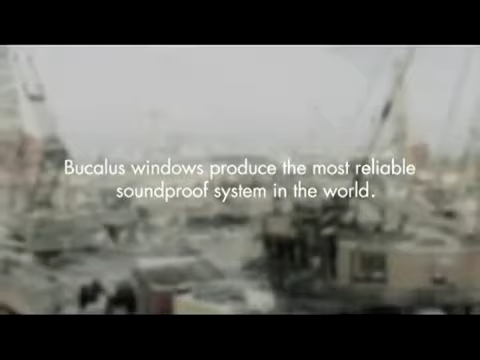 Bucalus windows produce the most reliable
soundproof system in the world.